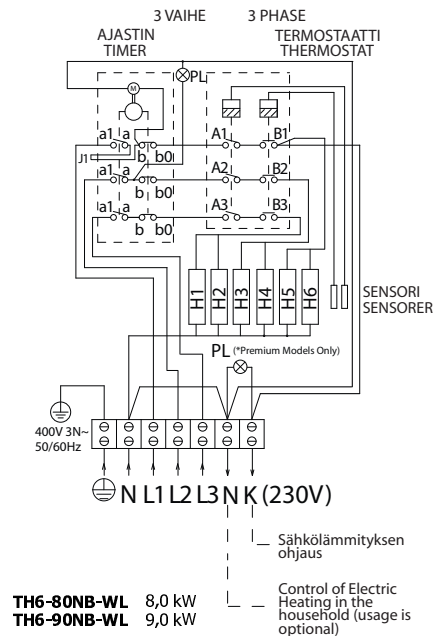 3 VAIHE 3 PHASE
AJASTIN TERMOSTAATTI
TIMER THERMOSTAT
PL
M
a1 a A1 B1
J1 b b0
a1 a A2 B2
b b0
a1 a A3 B3
b b0
H1 H2 H3 H4 H5 H6
SENSORI
SENSORER
PL (*Premium Models Only)
400V 3N~
50/60Hz
N L1 L2 L3 N K (230V)
Sähkölämmityksen
ohjaus
Control of Electric
Heating in the
household (usage is
optional)
TH6-80NB-WL 8,0 kW
TH6-90NB-WL 9,0 kW